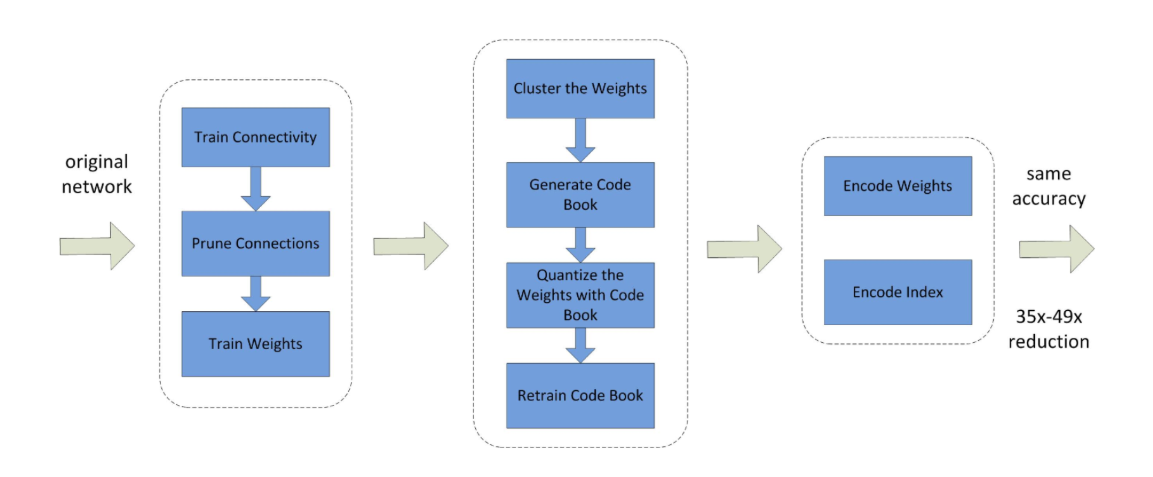 original
network
Train Connectivity
Prune Connections
Train Weights
Cluster the Weights
Generate Code
Book
Quantize the
Weights with Code
Book
Retrain Code Book
Encode Weights
Encode Index
same
accuracy
35x-49x
reduction